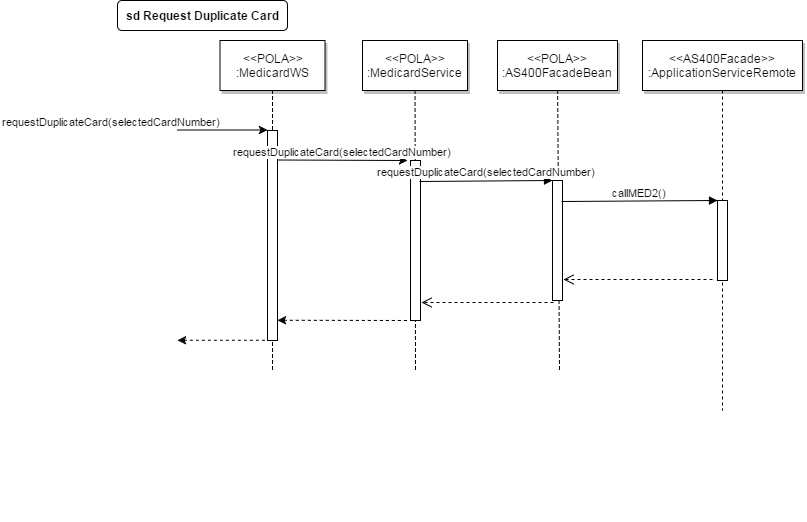 sd Request Duplicate Card
<<POLA>>
:MedicardWS
<<POLA>>
:MedicardService
<<POLA>>
:AS400FacadeBean
<<AS400Facade>>
:ApplicationServiceRemote
requestDuplicateCard(selectedCardNumber)
requestDuplicateCard(selectedCardNumber)
requestDuplicateCard(selectedCardNumber)
callMED2()